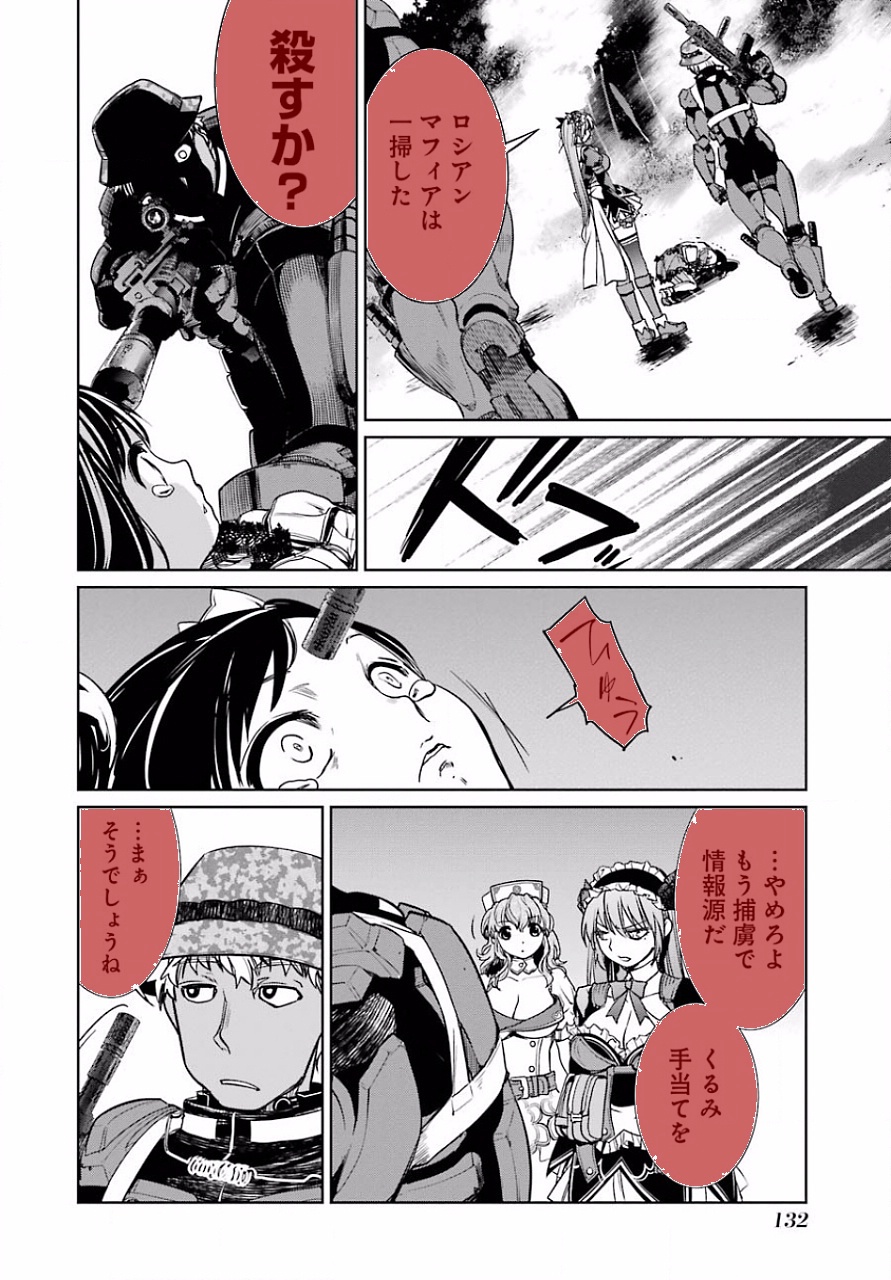 ロシアン
マフィアは
一掃した
殺すか？
ドフ
ひゅう
…やめろよ
もう捕虜で
情報源だ
くるみ
手当てを
…まぁ
そうでしょうね
132